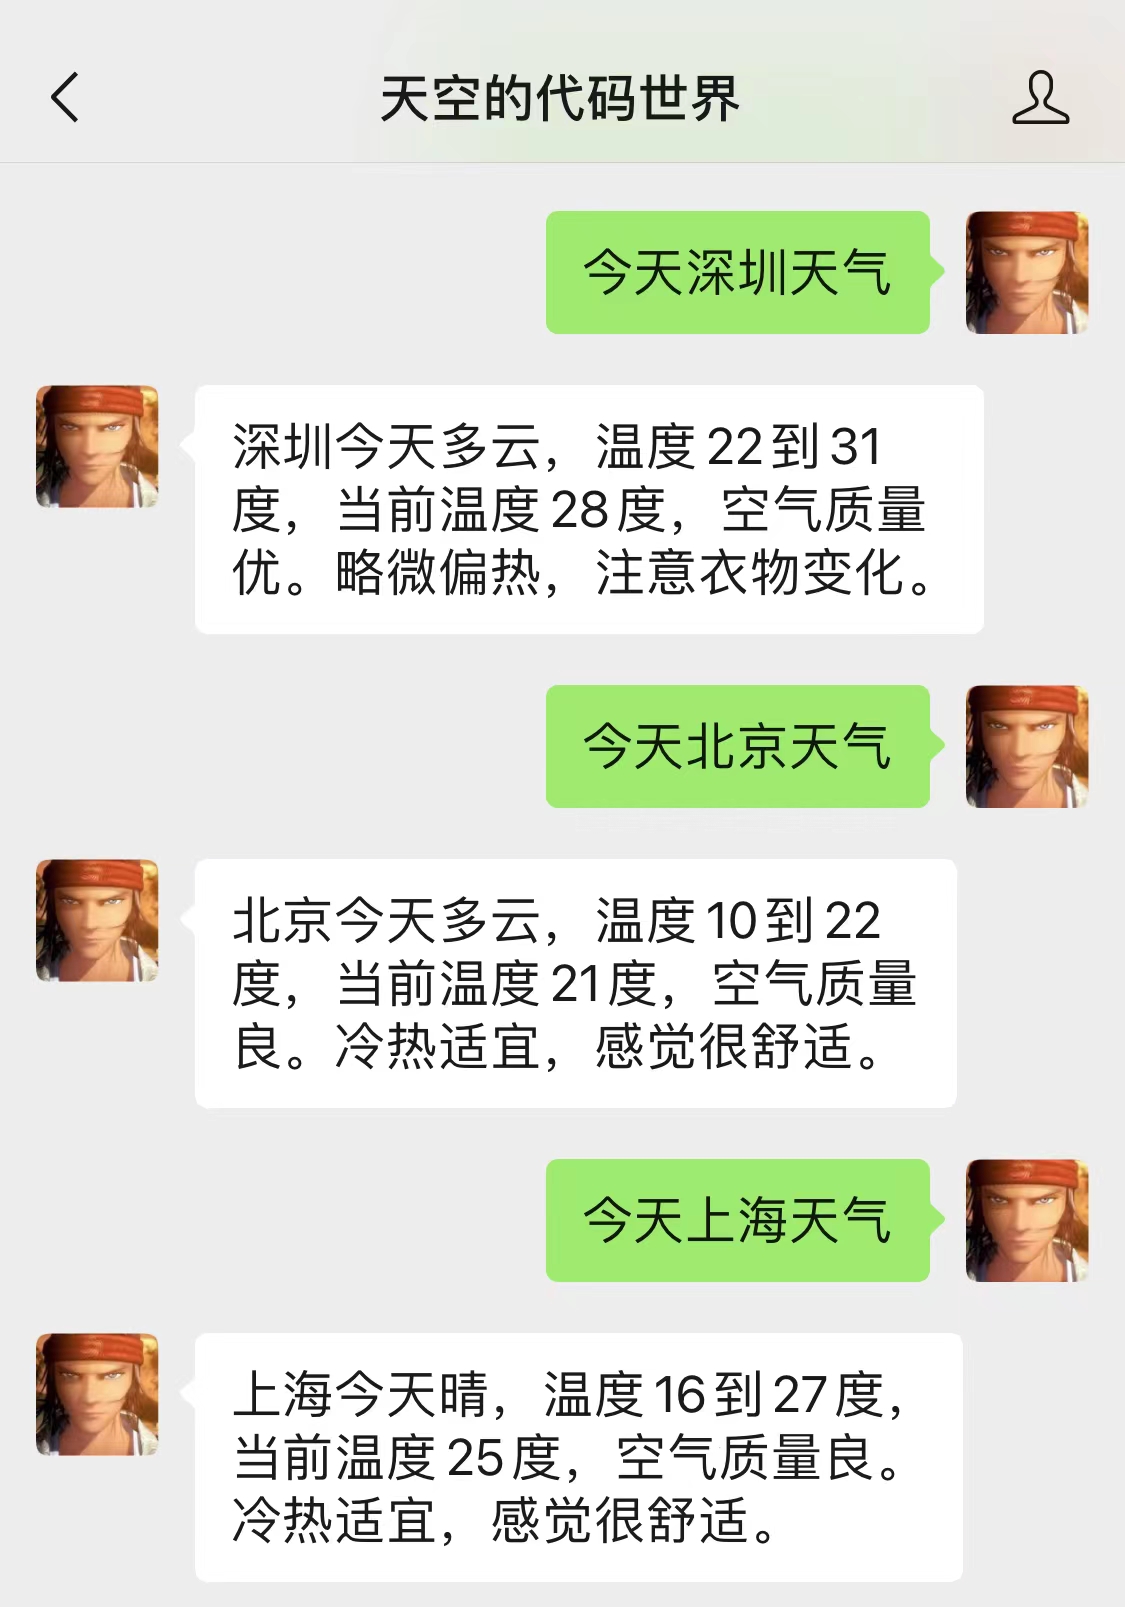 天空的代码世界
今天深圳天气
深圳今天多云，温度22到31
度，当前温度28度，空气质量
优。略微偏热，注意衣物变化。
今天北京天气
北京今天多云，温度10到22
度，当前温度21度，空气质量
良。冷热适宜，感觉很舒适。
今天上海天气
上海今天晴，温度16到27度，
当前温度25度，空气质量良。
冷热适宜，感觉很舒适。